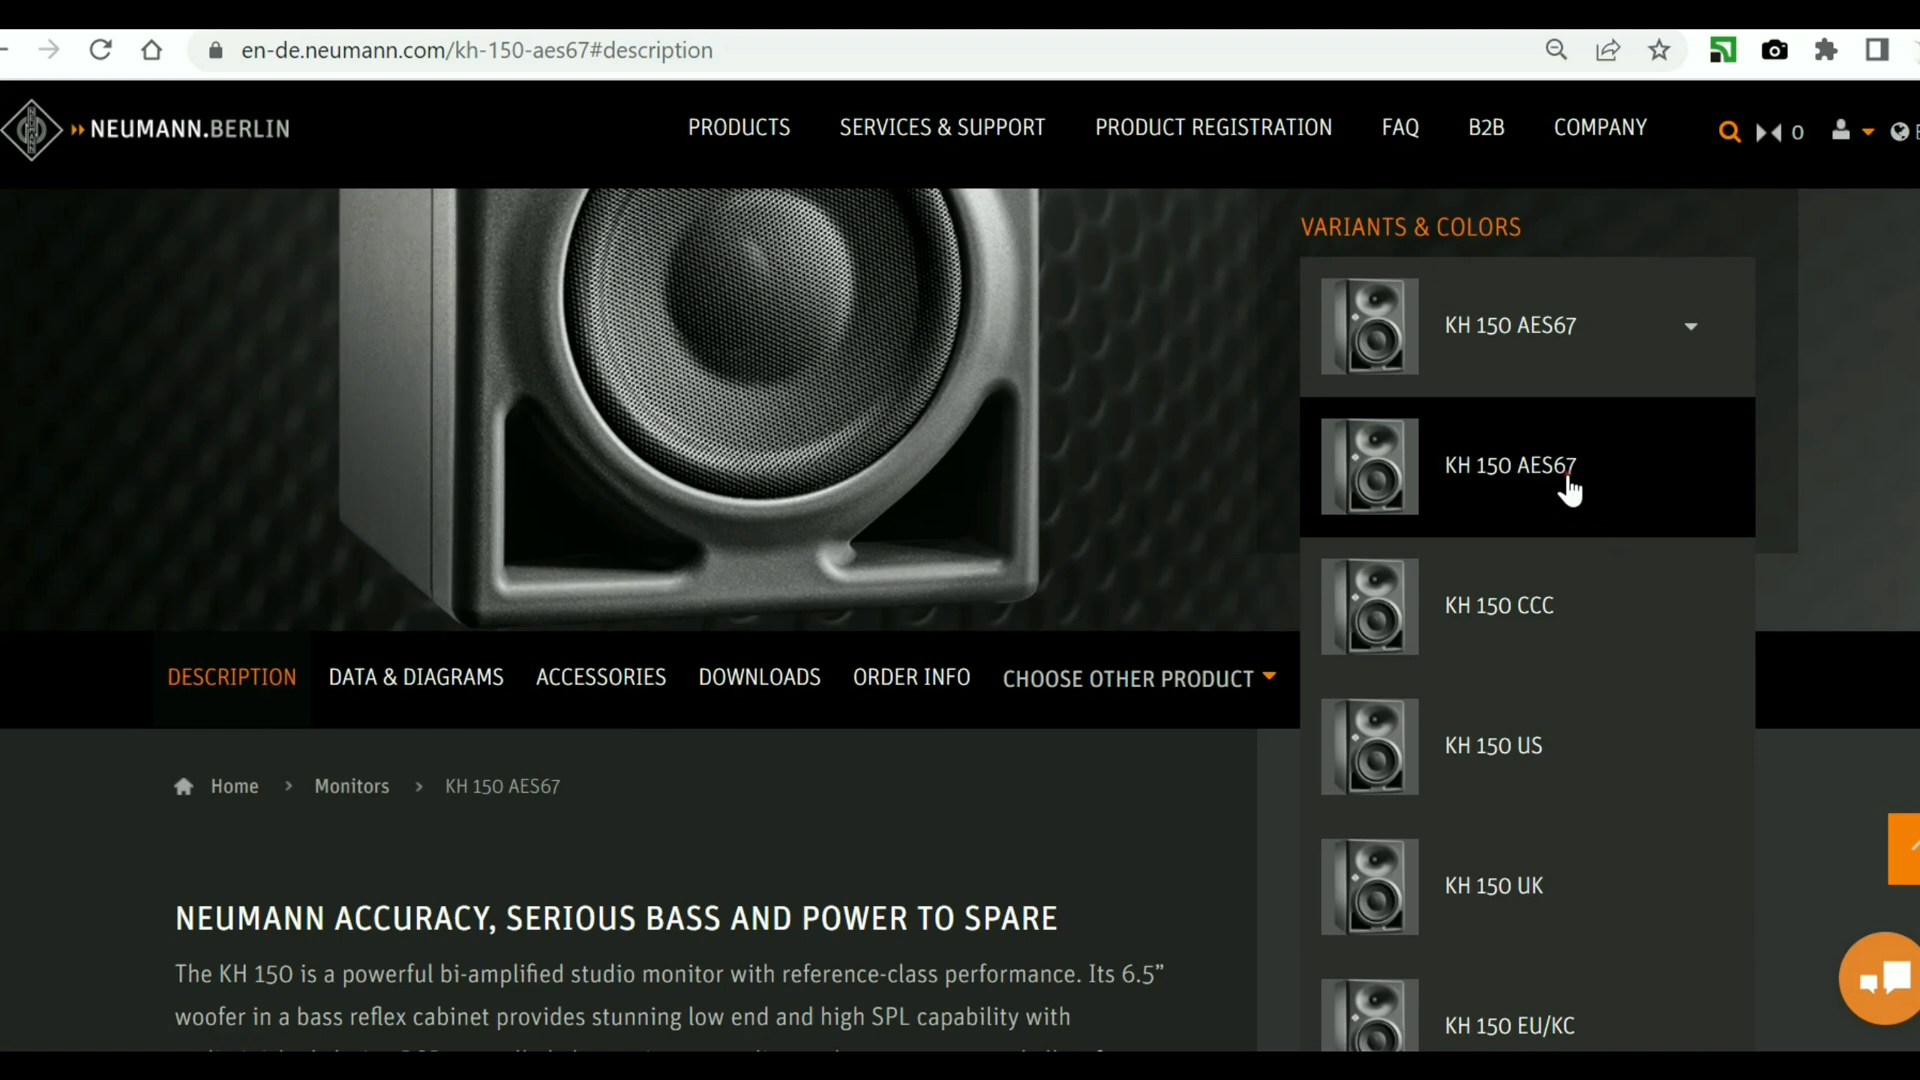 en-de.neumann.com/kh-150-aes67#description
NEUMANN.BERLIN
PRODUCTS
SERVICES & SUPPORT
PRODUCT REGISTRATION
FAQ
B2B
COMPANY
0
VARIANTS & COLORS
KH 150 AES67
KH 150 AES67
KH 150 CCC
KH 150 US
KH 150 UK
KH 150 EU/KC
DESCRIPTION
DATA & DIAGRAMS
ACCESSORIES
DOWNLOADS
ORDER INFO
CHOOSE OTHER PRODUCT
Home > Monitors > KH 150 AES67
NEUMANN ACCURACY, SERIOUS BASS AND POWER TO SPARE
The KH 150 is a powerful bi-amplified studio monitor with reference-class performance. Its 6.5”
woofer in a bass reflex cabinet provides stunning low end and high SPL capability with